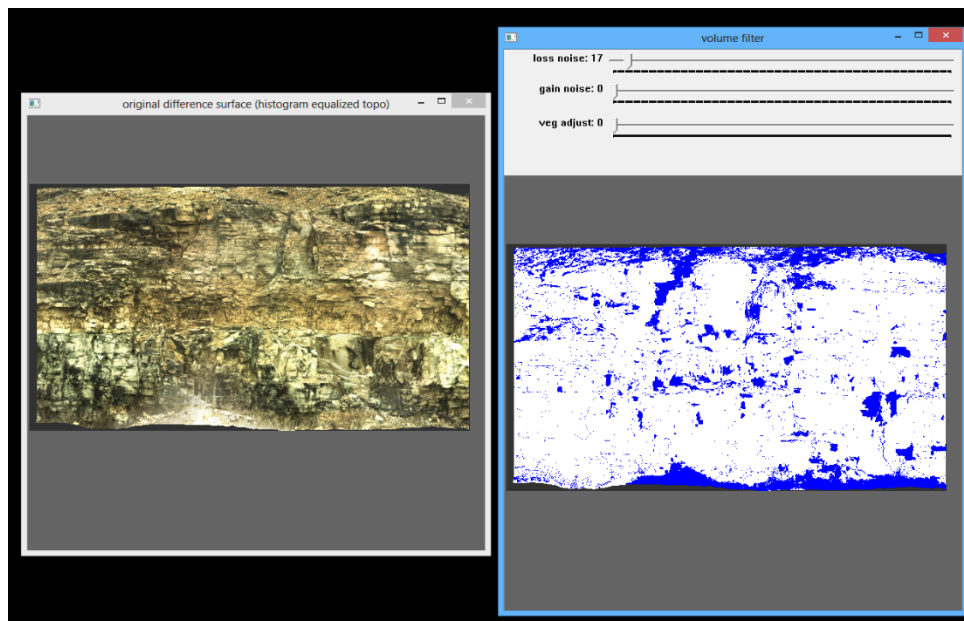 original difference surface (histogram equalized topo)
volume filter
loss noise: 17
gain noise: 0
veg adjust: 0